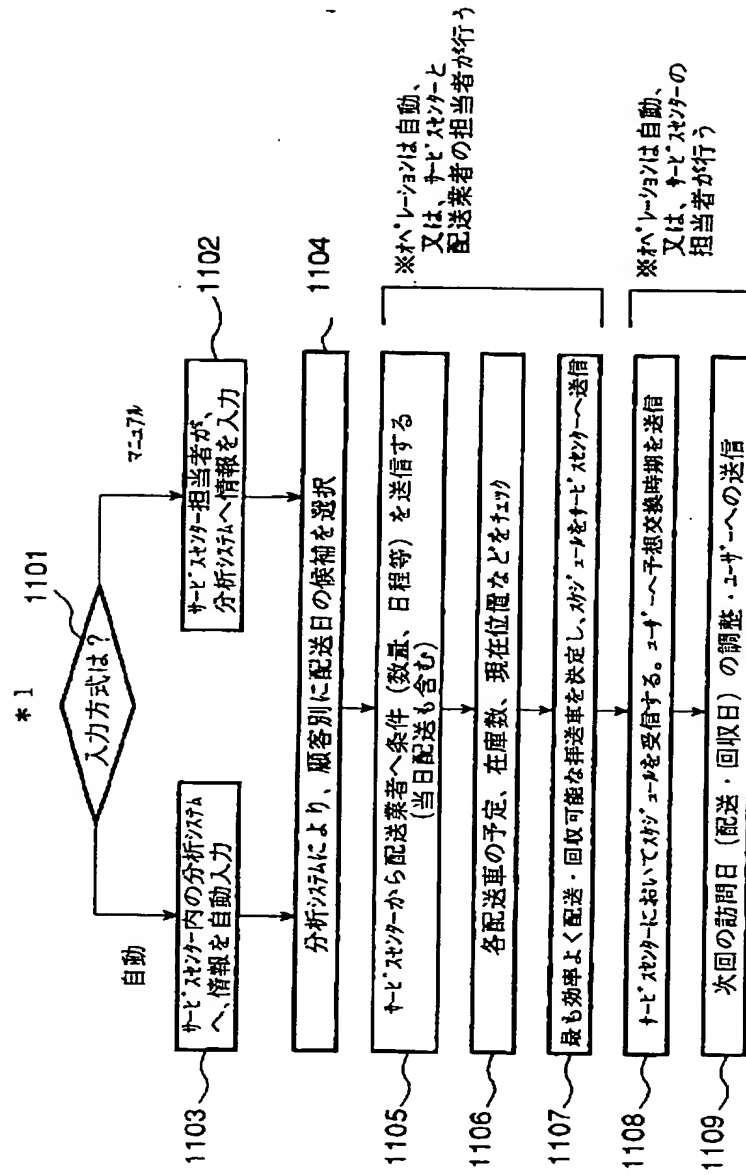 *1
1101
入力方式は?
自動
マニュアル
1103
サービスセンター内の分析システム
へ、情報を自動入力
1102
サービスセンター担当者が、
分析システムへ情報を入力
1104
分析システムにより、顧客別に配送日の候補を選択
1105
サービスセンターから配送業者へ条件(数量、日程等)を送信する
(当日配送も含む)
1106
各配送車の予定、在庫数、現在位置などをチェック
1107
最も効率よく配送・回収可能な拝送車を決定し、スケジュールをサービスセンターへ送信
※オペレーションは自動、
又は、サービスセンターと
配送業者の担当者が行う
1108
サービスセンターにおいてスケジュールを受信する。ユーザーへ予想交換時期を送信
1109
次回の訪問日(配送・回収日)の調整・ユーザーへの送信
※オペレーションは自動、
又は、サービスセンターの
担当者が行う